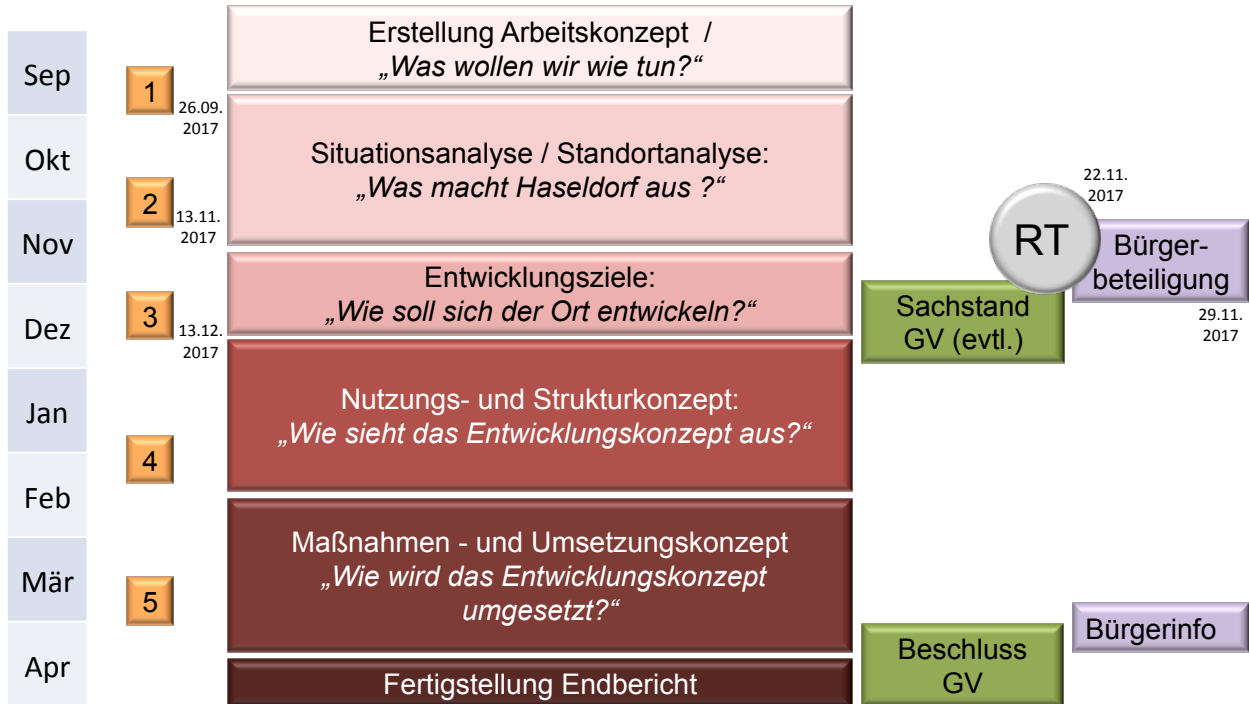 Sep
Okt
Nov
Dez
Jan
Feb
Mär
Apr
1
26.09.
2017
2
13.11.
2017
3
13.12.
2017
4
5
Erstellung Arbeitskonzept /
„Was wollen wir wie tun?“
Situationsanalyse / Standortanalyse:
„Was macht Haseldorf aus ?“
Entwicklungsziele:
„Wie soll sich der Ort entwickeln?“
Nutzungs- und Strukturkonzept:
„Wie sieht das Entwicklungskonzept aus?“
Maßnahmen - und Umsetzungskonzept
„Wie wird das Entwicklungskonzept
umgesetzt?“
Fertigstellung Endbericht
22.11.
2017
RT
Bürger-
beteiligung
29.11.
2017
Sachstand
GV (evtl.)
Bürgerinfo
Beschluss
GV